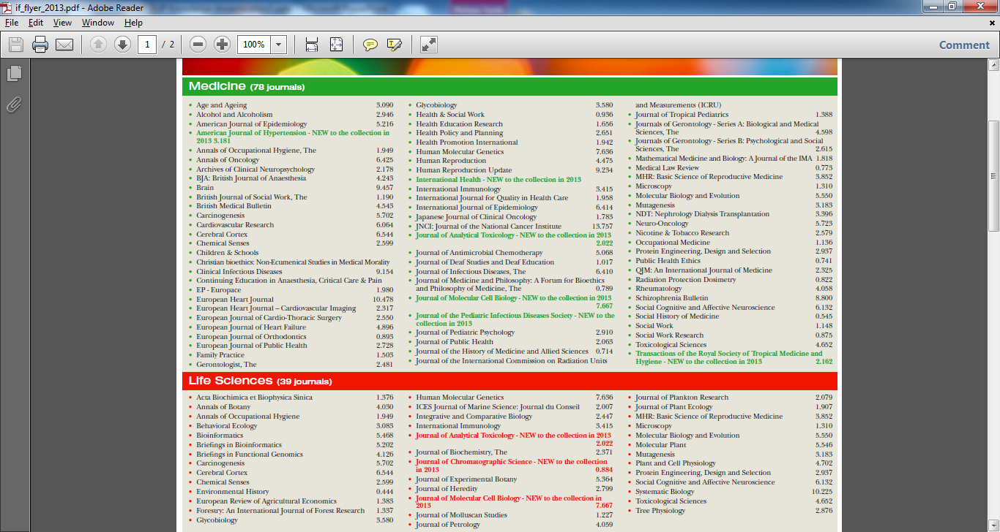 if_flyer_2013.pdf - Adobe Reader
File Edit View Window Help
1 / 2 100% Comment
Medicine (78 journals)
• Age and Ageing 3.090
• Alcohol and Alcoholism 2.946
• American Journal of Epidemiology 5.216
• American Journal of Hypertension - NEW to the collection in
2013 3.181
• Annals of Occupational Hygiene, The 1.949
• Annals of Oncology 6.425
• Archives of Clinical Neuropsychology 2.178
• BJA: British Journal of Anaesthesia 4.243
• Brain 9.457
• British Journal of Social Work, The 1.190
• British Medical Bulletin 4.543
• Carcinogenesis 5.702
• Cardiovascular Research 6.064
• Cerebral Cortex 6.544
• Chemical Senses 2.599
• Children & Schools
• Christian bioethics: Non-Ecumenical Studies in Medical Morality
• Clinical Infectious Diseases 9.154
• Continuing Education in Anaesthesia, Critical Care & Pain
• EP - Europace 1.980
• European Heart Journal 10.478
• European Heart Journal – Cardiovascular Imaging 2.317
• European Journal of Cardio-Thoracic Surgery 2.550
• European Journal of Heart Failure 4.896
• European Journal of Orthodontics 0.893
• European Journal of Public Health 2.728
• Family Practice 1.503
• Gerontologist, The 2.481
• Glycobiology 3.580
• Health & Social Work 0.936
• Health Education Research 1.656
• Health Policy and Planning 2.651
• Health Promotion International 1.942
• Human Molecular Genetics 7.636
• Human Reproduction 4.475
• Human Reproduction Update 9.234
• International Health - NEW to the collection in 2013
• International Immunology 3.415
• International Journal for Quality in Health Care 1.958
• International Journal of Epidemiology 6.414
• Japanese Journal of Clinical Oncology 1.783
• JNCI: Journal of the National Cancer Institute 13.757
• Journal of Analytical Toxicology - NEW to the collection in 2013
2.022
• Journal of Antimicrobial Chemotherapy 5.068
• Journal of Deaf Studies and Deaf Education 1.017
• Journal of Infectious Diseases, The 6.410
• Journal of Medicine and Philosophy: A Forum for Bioethics
and Philosophy of Medicine, The 0.789
• Journal of Molecular Cell Biology - NEW to the collection in 2013
7.667
• Journal of the Pediatric Infectious Diseases Society - NEW to the
collection in 2013
• Journal of Pediatric Psychology 2.910
• Journal of Public Health 2.063
• Journal of the History of Medicine and Allied Sciences 0.714
• Journal of the International Commission on Radiation Units
and Measurements (ICRU)
• Journal of Tropical Pediatrics 1.388
• Journals of Gerontology - Series A: Biological and Medical
Sciences, The 4.598
• Journals of Gerontology - Series B: Psychological and Social
Sciences, The 2.615
• Mathematical Medicine and Biology: A Journal of the IMA 1.818
• Medical Law Review 0.773
• MHR: Basic Science of Reproductive Medicine 3.852
• Microscopy 1.310
• Molecular Biology and Evolution 5.550
• Mutagenesis 3.183
• NDT: Nephrology Dialysis Transplantation 3.396
• Neuro-Oncology 5.723
• Nicotine & Tobacco Research 2.579
• Occupational Medicine 1.136
• Protein Engineering, Design and Selection 2.937
• Public Health Ethics 0.741
• QJM: An International Journal of Medicine 2.325
• Radiation Protection Dosimetry 0.822
• Rheumatology 4.058
• Schizophrenia Bulletin 8.800
• Social Cognitive and Affective Neuroscience 6.132
• Social History of Medicine 0.545
• Social Work 1.148
• Social Work Research 0.875
• Toxicological Sciences 4.652
• Transactions of the Royal Society of Tropical Medicine and
Hygiene - NEW to the collection in 2013 2.162
Life Sciences (39 journals)
• Acta Biochimica et Biophysica Sinica 1.376
• Annals of Botany 4.030
• Annals of Occupational Hygiene 1.949
• Behavioral Ecology 3.083
• Bioinformatics 5.468
• Briefings in Bioinformatics 5.202
• Briefings in Functional Genomics 4.126
• Carcinogenesis 5.702
• Cerebral Cortex 6.544
• Chemical Senses 2.599
• Environmental History 0.444
• European Review of Agricultural Economics 1.383
• Forestry: An International Journal of Forest Research 1.337
• Glycobiology 3.580
• Human Molecular Genetics 7.636
• ICES Journal of Marine Science: Journal du Conseil 2.007
• Integrative and Comparative Biology 2.447
• International Immunology 3.415
• Journal of Analytical Toxicology - NEW to the collection in 2013
2.022
• Journal of Biochemistry, The 2.371
• Journal of Chromatographic Science - NEW to the collection
in 2013 0.884
• Journal of Experimental Botany 5.364
• Journal of Heredity 2.799
• Journal of Molecular Cell Biology - NEW to the collection in
2013 7.667
• Journal of Molluscan Studies 1.227
• Journal of Petrology 4.059
• Journal of Plankton Research 2.079
• Journal of Plant Ecology 1.907
• MHR: Basic Science of Reproductive Medicine 3.852
• Microscopy 1.310
• Molecular Biology and Evolution 5.550
• Molecular Plant 5.546
• Mutagenesis 3.183
• Plant and Cell Physiology 4.702
• Protein Engineering, Design and Selection 2.937
• Social Cognitive and Affective Neuroscience 6.132
• Systematic Biology 10.225
• Toxicological Sciences 4.652
• Tree Physiology 2.876